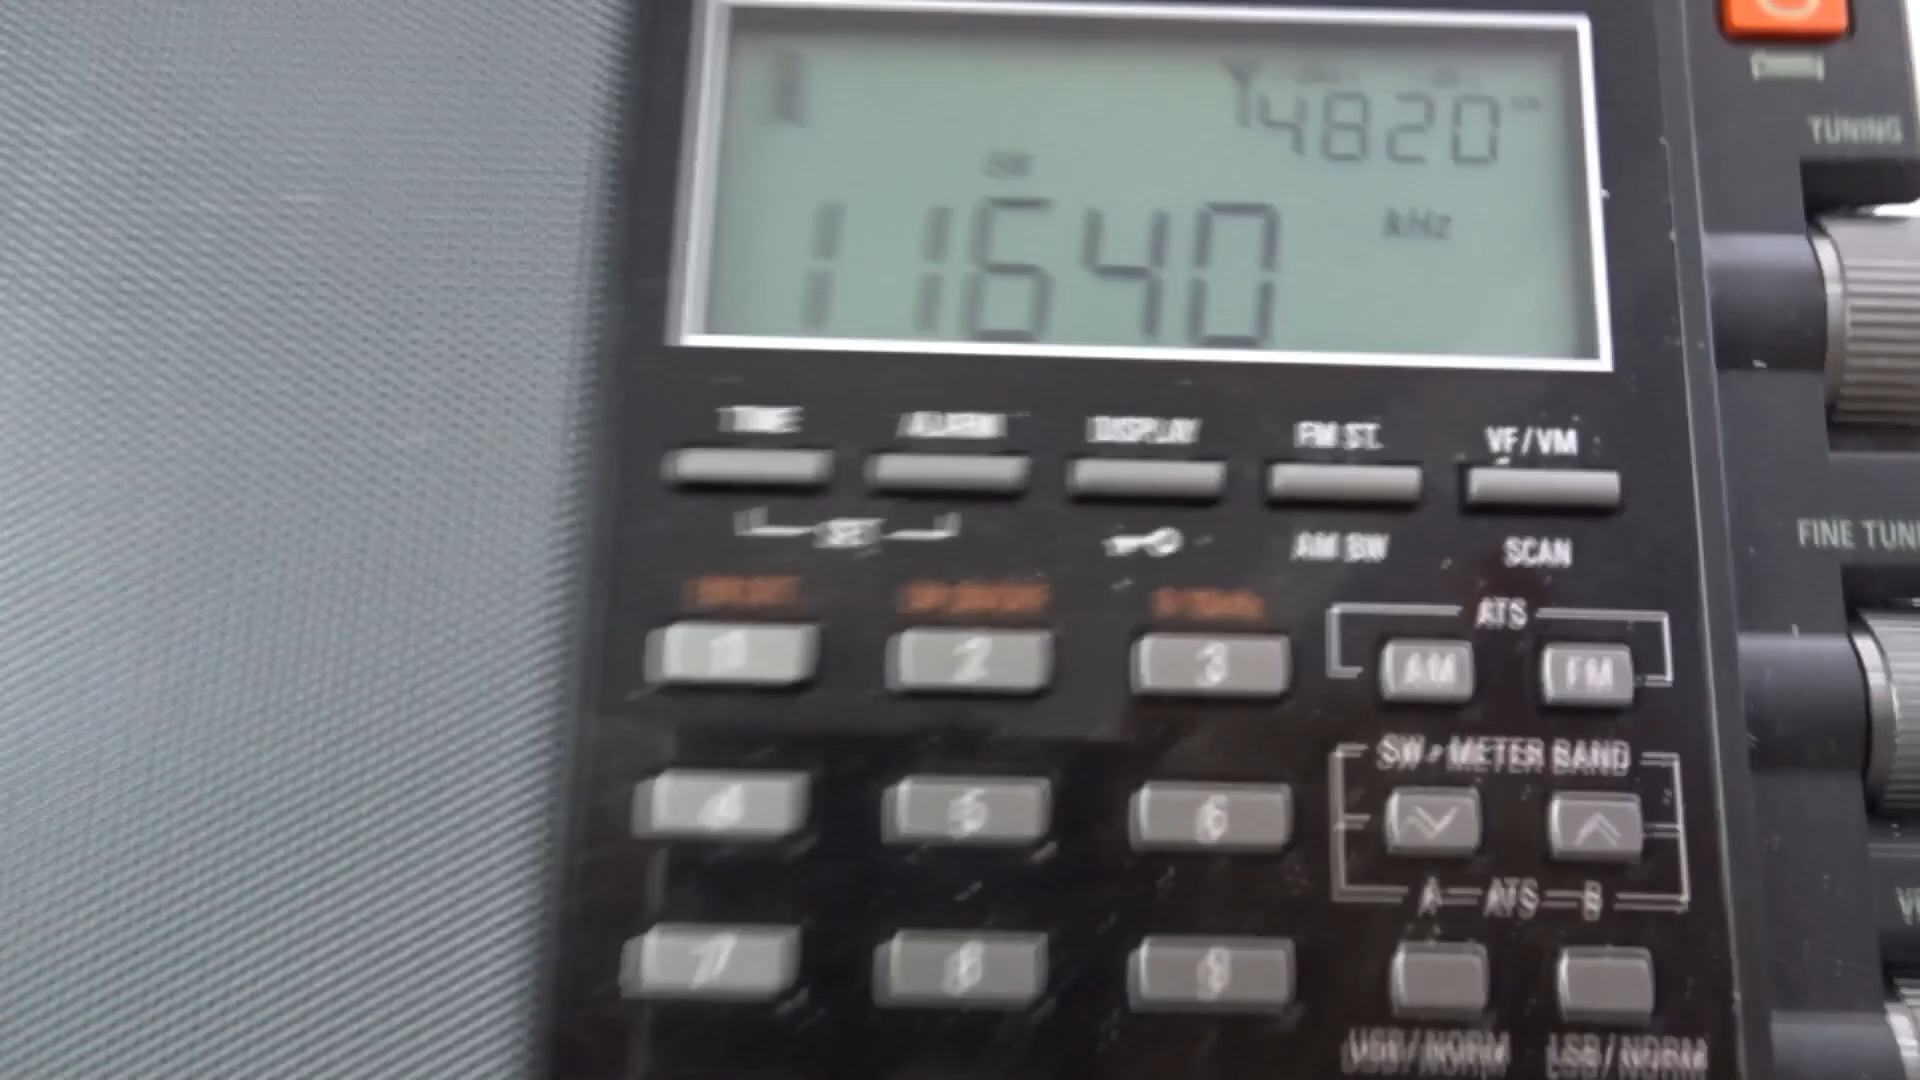 TUNING
4820
SW
11640 kHz
TIME ALARM DISPLAY FM ST. VF/VM
SET AM BW SCAN
FINE TUN
ATS
1 2 3 AM FM
SW-METER BAND
4 5 6
A ATS B
7 8 9
USB/NORM LSB/NORM